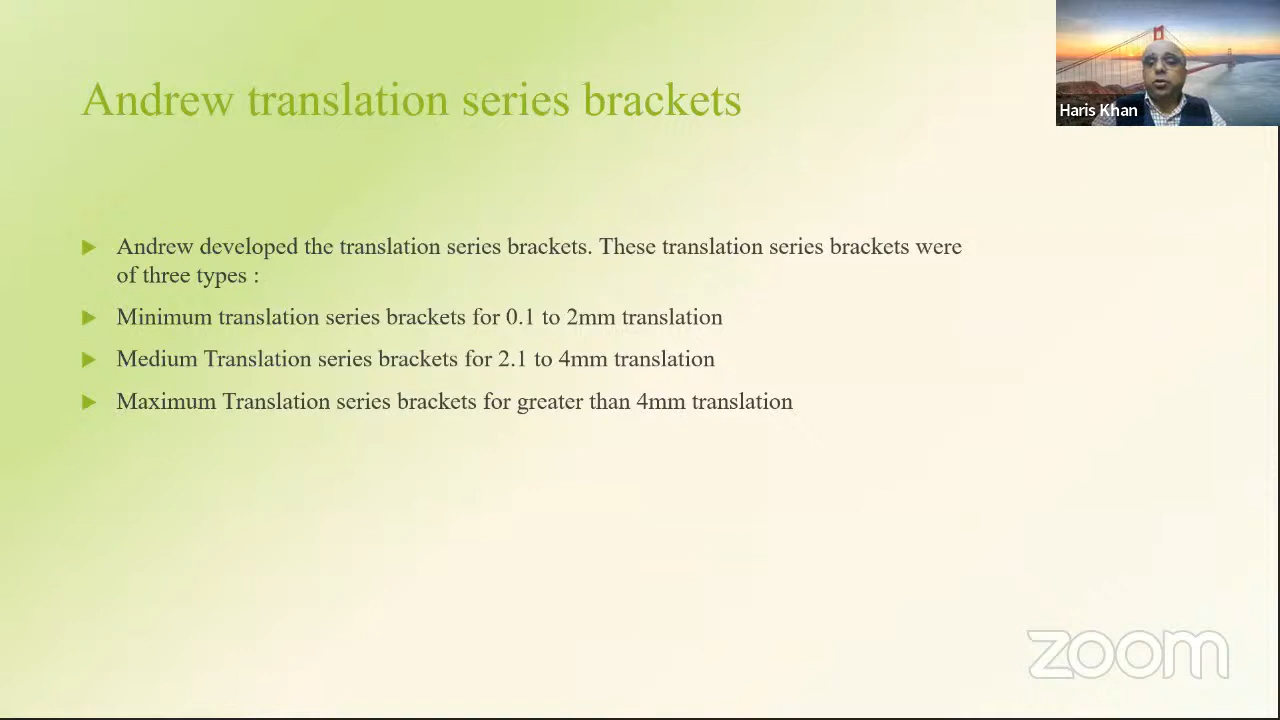 Andrew translation series brackets
Haris Khan
Andrew developed the translation series brackets. These translation series brackets were
of three types :
Minimum translation series brackets for 0.1 to 2mm translation
Medium Translation series brackets for 2.1 to 4mm translation
Maximum Translation series brackets for greater than 4mm translation
zoom